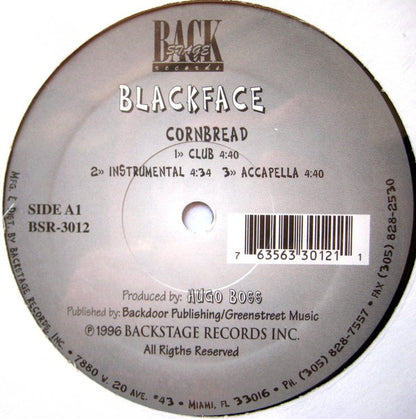 BACK
STAGE
records
BLACKFACE
CORNBREAD
1» CLUB 4:40
2» INSTRUMENTAL 4:34 3» ACCAPELLA 4:40
SIDE A1
BSR-3012
7 63563 30121 1
Produced by: HUGO BOSS
Published by: Backdoor Publishing/Greenstreet Music
℗ 1996 BACKSTAGE RECORDS INC.
All Rigths Reserved
MFG. & DIST. BY BACKSTAGE RECORDS, INC. • 7860 W. 20 AVE. #43 • MIAMI, FL 33016 • PH. (305) 828-7557 • FAX (305) 828-2530